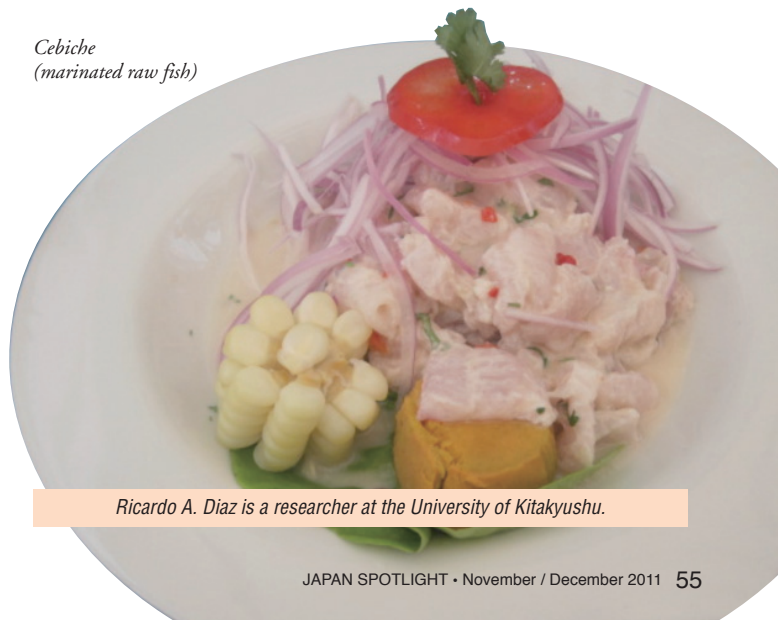 Cebiche
(marinated raw fish)
Ricardo A. Diaz is a researcher at the University of Kitakyushu.
JAPAN SPOTLIGHT • November / December 2011 55